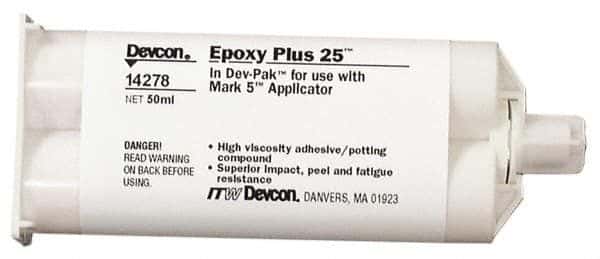 Devcon. Epoxy Plus 25™
14278 In Dev-Pak™ for use with
NET 50ml Mark 5™ Applicator
DANGER!
READ WARNING
ON BACK BEFORE
USING.
• High viscosity adhesive/potting
compound
• Superior impact, peel and fatigue
resistance
ITW Devcon. DANVERS, MA 01923